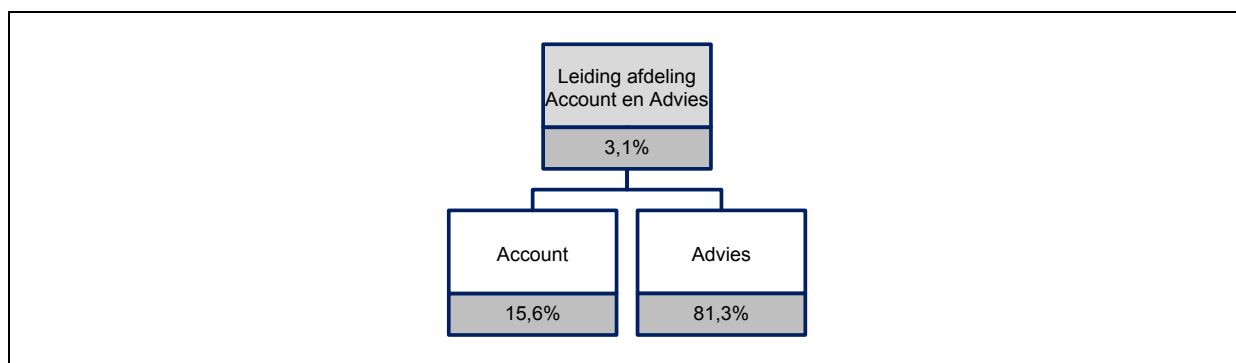 Leiding afdeling
Account en Advies
3,1%
Account
15,6%
Advies
81,3%